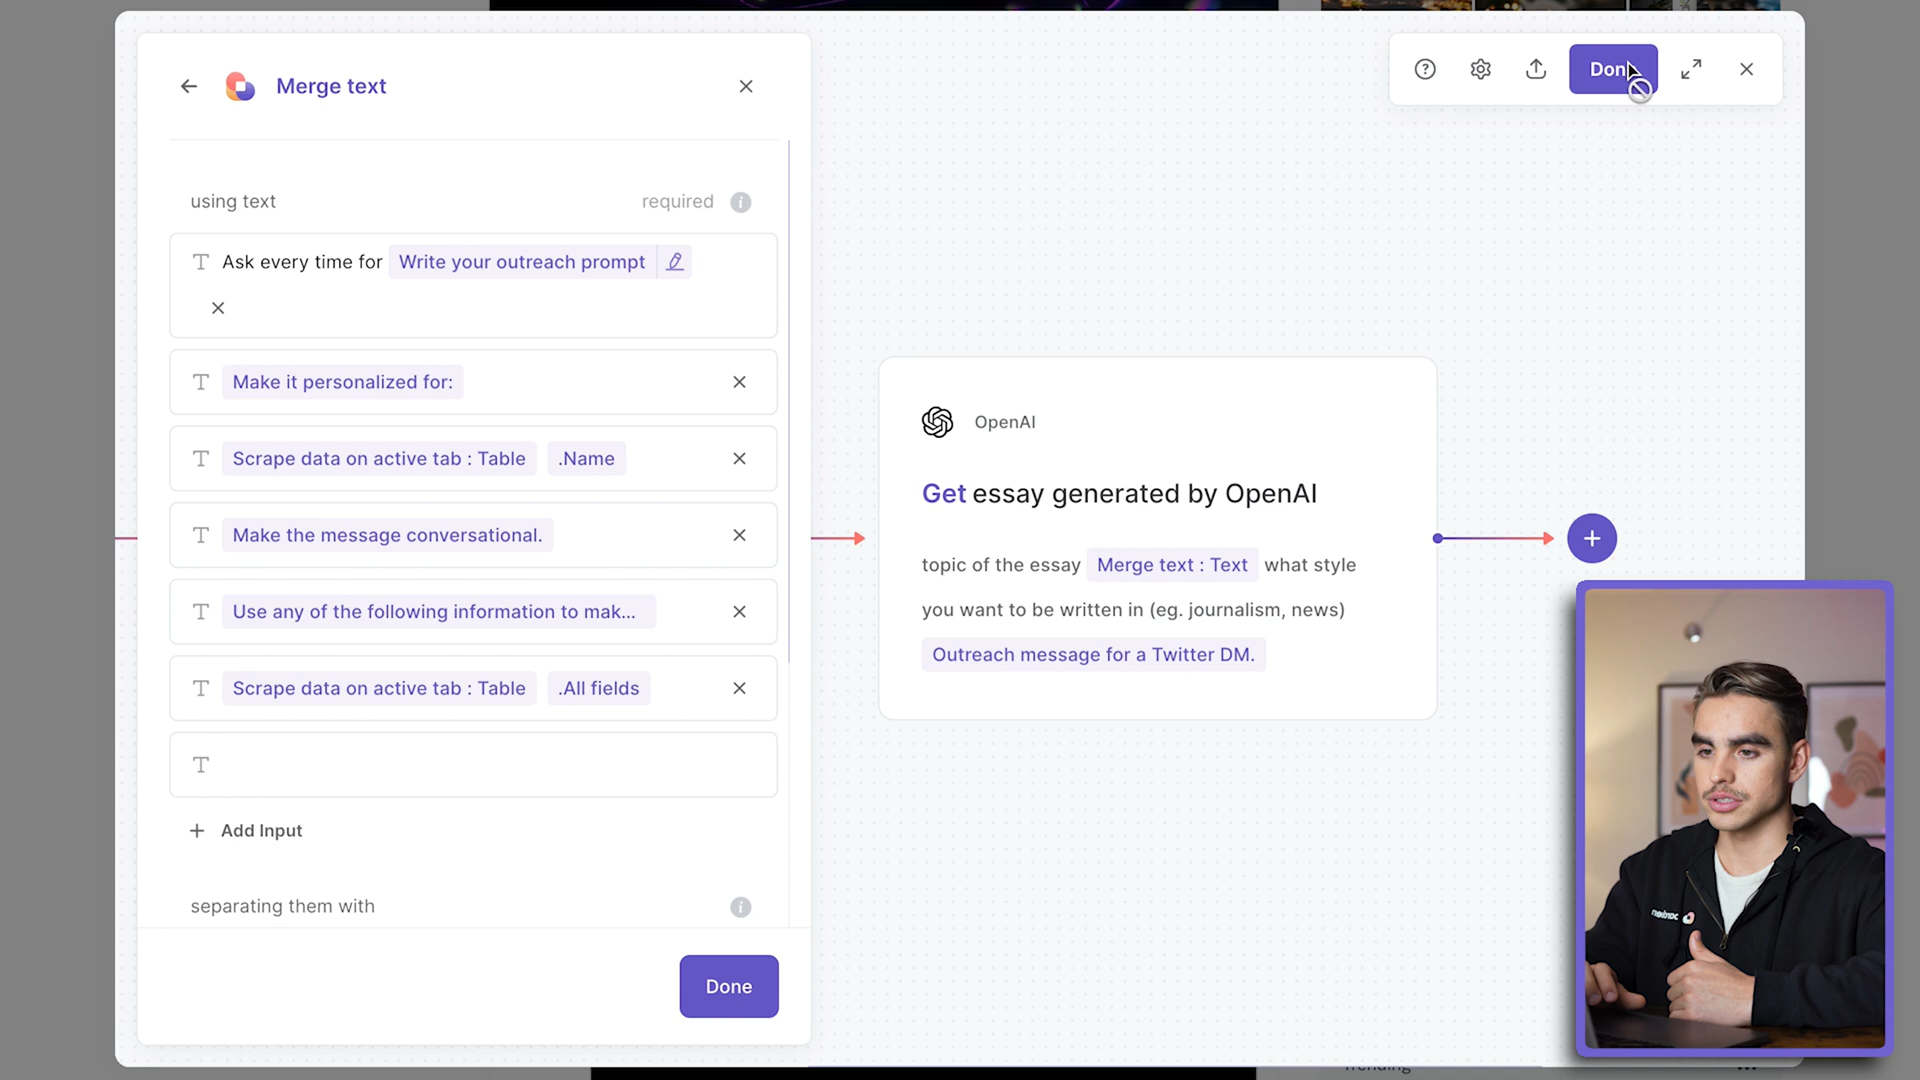 Merge text
using text
required
Ask every time for Write your outreach prompt
Make it personalized for:
Scrape data on active tab : Table .Name
Make the message conversational.
Use any of the following information to mak...
Scrape data on active tab : Table .All fields
Add Input
separating them with
Done
OpenAI
Get essay generated by OpenAI
topic of the essay Merge text : Text what style
you want to be written in (eg. journalism, news)
Outreach message for a Twitter DM.